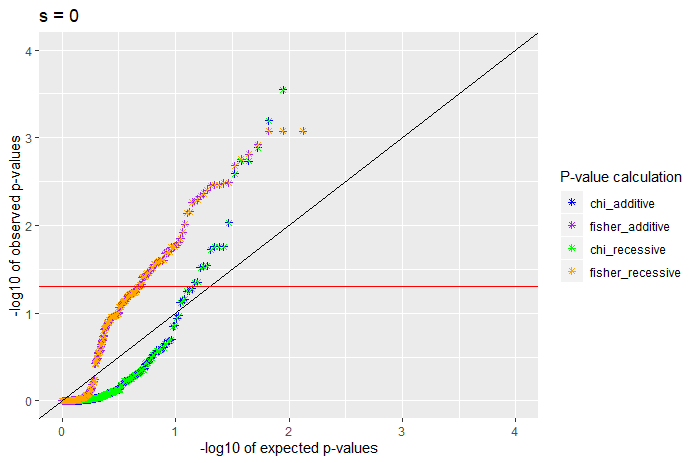 s = 0
-log10 of observed p-values
4
3
2
1
0
0
1
2
3
4
-log10 of expected p-values
P-value calculation
chi_additive
fisher_additive
chi_recessive
fisher_recessive